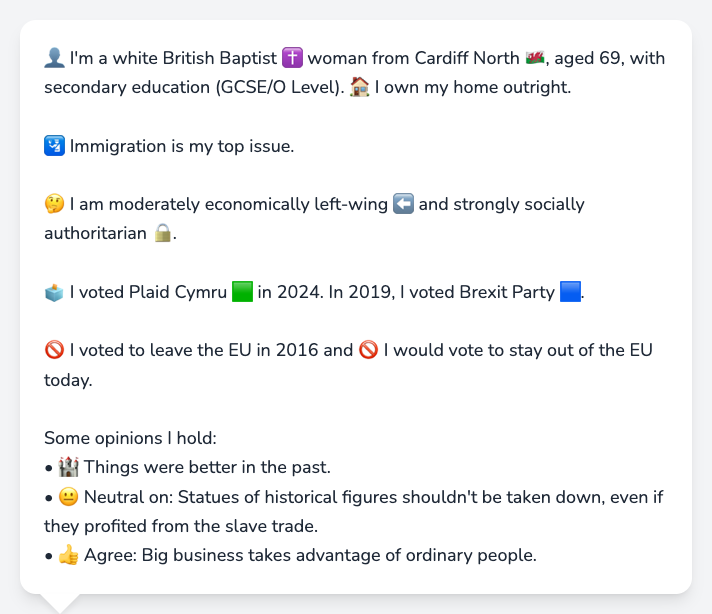 👤 I'm a white British Baptist ✝️ woman from Cardiff North 🏴󠁧󠁢󠁷󠁬󠁳󠁿, aged 69, with
secondary education (GCSE/O Level). 🏠 I own my home outright.
🛂 Immigration is my top issue.
🤔 I am moderately economically left-wing ⬅️ and strongly socially
authoritarian 🔒.
🗳️ I voted Plaid Cymru 🟩 in 2024. In 2019, I voted Brexit Party 🟦.
🚫 I voted to leave the EU in 2016 and 🚫 I would vote to stay out of the EU
today.
Some opinions I hold:
• 🏰 Things were better in the past.
• 😐 Neutral on: Statues of historical figures shouldn't be taken down, even if
they profited from the slave trade.
• 👍 Agree: Big business takes advantage of ordinary people.